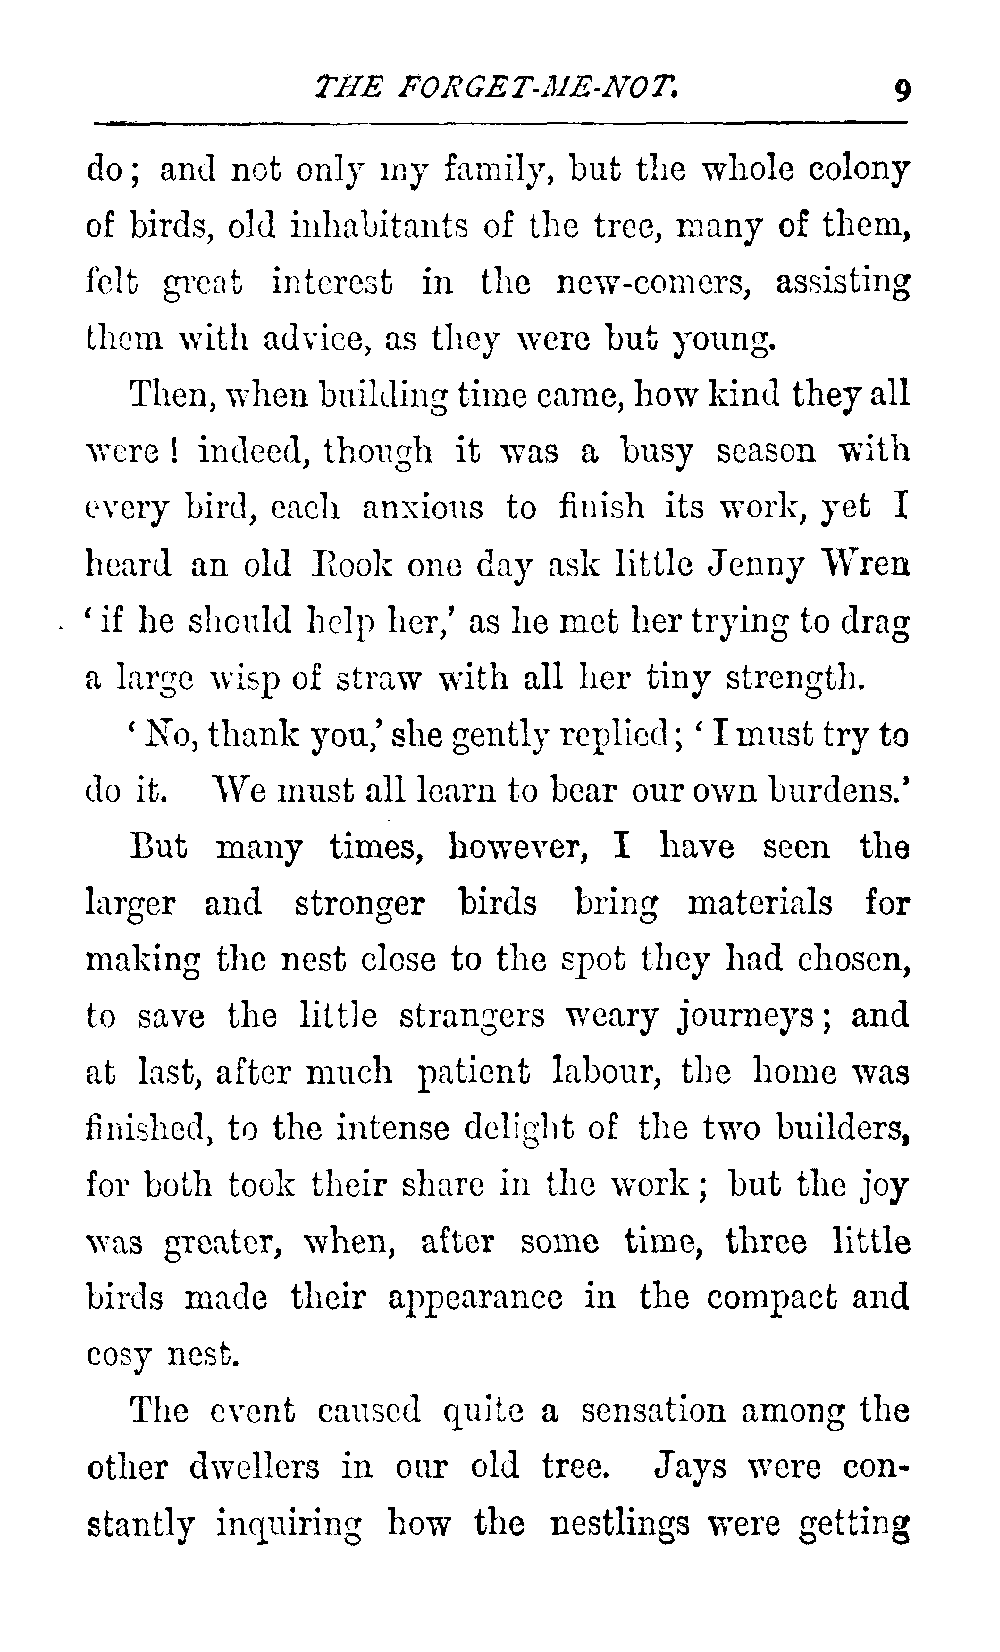 THE FORGET-ME-NOT. 9
do; and not only my family, but the whole colony
of birds, old inhabitants of the tree, many of them,
felt great interest in the new-comers, assisting
them with advice, as they were but young.
Then, when building time came, how kind they all
were! indeed, though it was a busy season with
every bird, each anxious to finish its work, yet I
heard an old Rook one day ask little Jenny Wren
‘if he should help her,’ as he met her trying to drag
a large wisp of straw with all her tiny strength.
‘No, thank you,’ she gently replied; ‘I must try to
do it. We must all learn to bear our own burdens.’
But many times, however, I have seen the
larger and stronger birds bring materials for
making the nest close to the spot they had chosen,
to save the little strangers weary journeys; and
at last, after much patient labour, the home was
finished, to the intense delight of the two builders,
for both took their share in the work; but the joy
was greater, when, after some time, three little
birds made their appearance in the compact and
cosy nest.
The event caused quite a sensation among the
other dwellers in our old tree. Jays were con-
stantly inquiring how the nestlings were getting